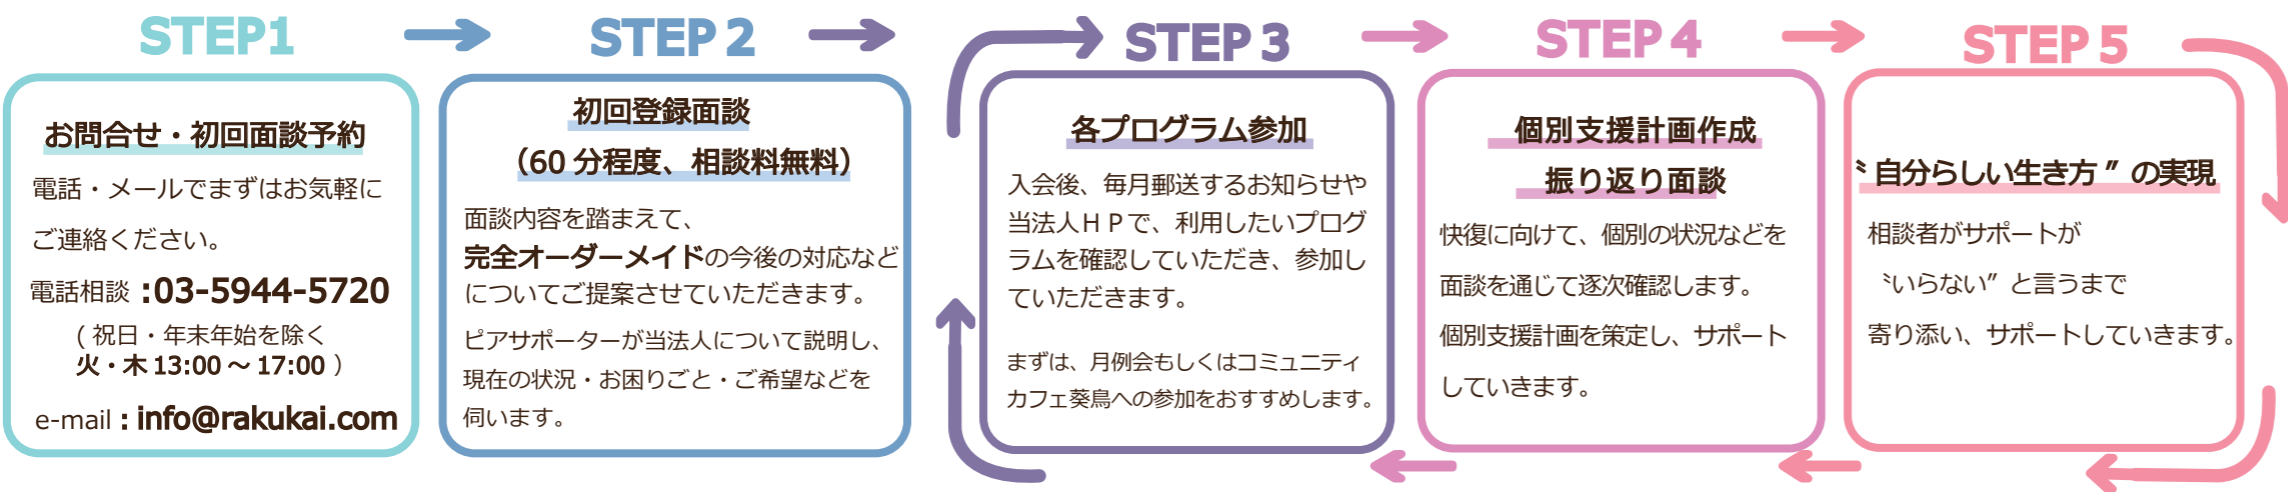 STEP1
お問合せ・初回面談予約
電話・メールでまずはお気軽に
ご連絡ください。
電話相談 :03-5944-5720
( 祝日・年末年始を除く
火・木 13:00 ～ 17:00 ）
e-mail : info@rakukai.com
STEP 2
初回登録面談
（60 分程度、相談料無料）
面談内容を踏まえて、
完全オーダーメイドの今後の対応など
についてご提案させていただきます。
ピアサポーターが当法人について説明し、
現在の状況・お困りごと・ご希望などを
伺います。
STEP 3
各プログラム参加
入会後、毎月郵送するお知らせや
当法人ＨＰで、利用したいプログ
ラムを確認していただき、参加し
ていただきます。
まずは、月例会もしくはコミュニティ
カフェ葵鳥への参加をおすすめします。
STEP 4
個別支援計画作成
振り返り面談
快復に向けて、個別の状況などを
面談を通じて逐次確認します。
個別支援計画を策定し、サポート
していきます。
STEP 5
〝自分らしい生き方 ″の実現
相談者がサポートが
〝いらない″と言うまで
寄り添い、サポートしていきます。